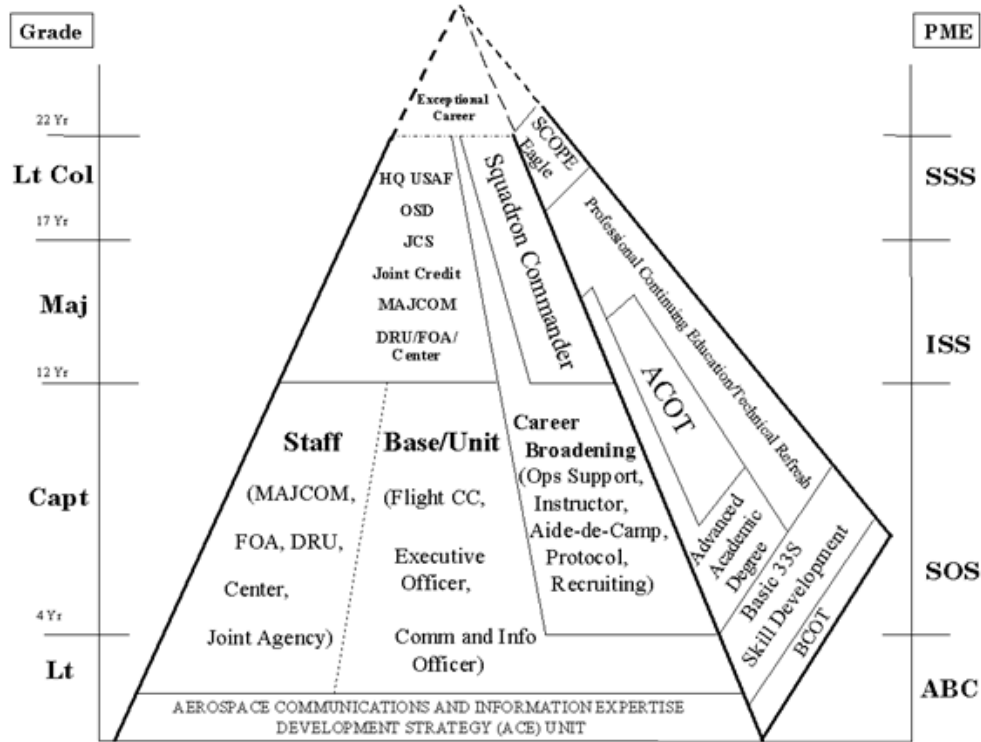 Grade
PME
22 Yr
Lt Col
17 Yr
Maj
12 Yr
Capt
4 Yr
Lt
Exceptional
Career
HQ USAF
OSD
JCS
Joint Credit
MAJCOM
DRU/FOA/
Center
Squadron Commander
Staff
(MAJCOM,
FOA, DRU,
Center,
Joint Agency)
Base/Unit
(Flight CC,
Executive
Officer,
Comm and Info
Officer)
Career
Broadening
(Ops Support,
Instructor,
Aide-de-Camp,
Protocol,
Recruiting)
AEROSPACE COMMUNICATIONS AND INFORMATION EXPERTISE
DEVELOPMENT STRATEGY (ACE) UNIT
SCOPE
Eagle
Professional Continuing Education/Technical Refresh
ACOT
Advanced
Academic
Degree
Basic 33S
Skill Development
BCOT
SSS
ISS
SOS
ABC